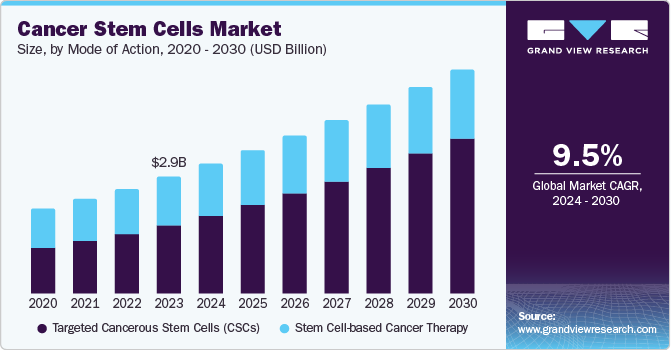 Cancer Stem Cells Market
Size, by Mode of Action, 2020 - 2030 (USD Billion)
$2.9B
2020 2021 2022 2023 2024 2025 2026 2027 2028 2029 2030
Targeted Cancerous Stem Cells (CSCs) Stem Cell-based Cancer Therapy
GVR
GRAND VIEW RESEARCH
9.5%
Global Market CAGR,
2024 - 2030
Source:
www.grandviewresearch.com